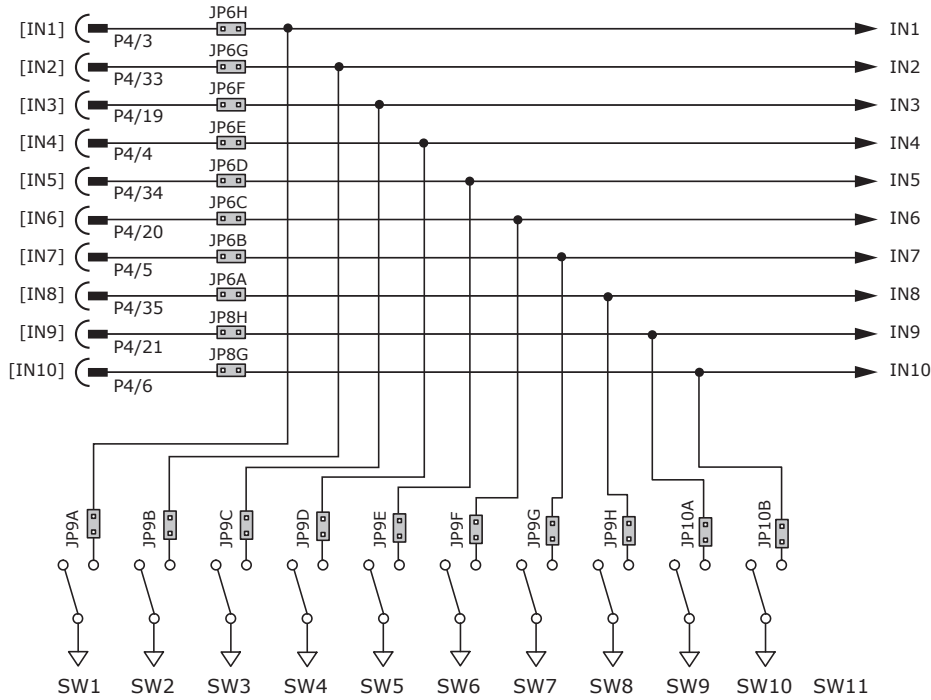 JP6H
[IN1] P4/3 IN1
JP6G
[IN2] P4/33 IN2
JP6F
[IN3] P4/19 IN3
JP6E
[IN4] P4/4 IN4
JP6D
[IN5] P4/34 IN5
JP6C
[IN6] P4/20 IN6
JP6B
[IN7] P4/5 IN7
JP6A
[IN8] P4/35 IN8
JP8H
[IN9] P4/21 IN9
JP8G
[IN10] P4/6 IN10
JP9A JP9B JP9C JP9D JP9E JP9F JP9G JP9H JP10A JP10B
SW1 SW2 SW3 SW4 SW5 SW6 SW7 SW8 SW9 SW10 SW11